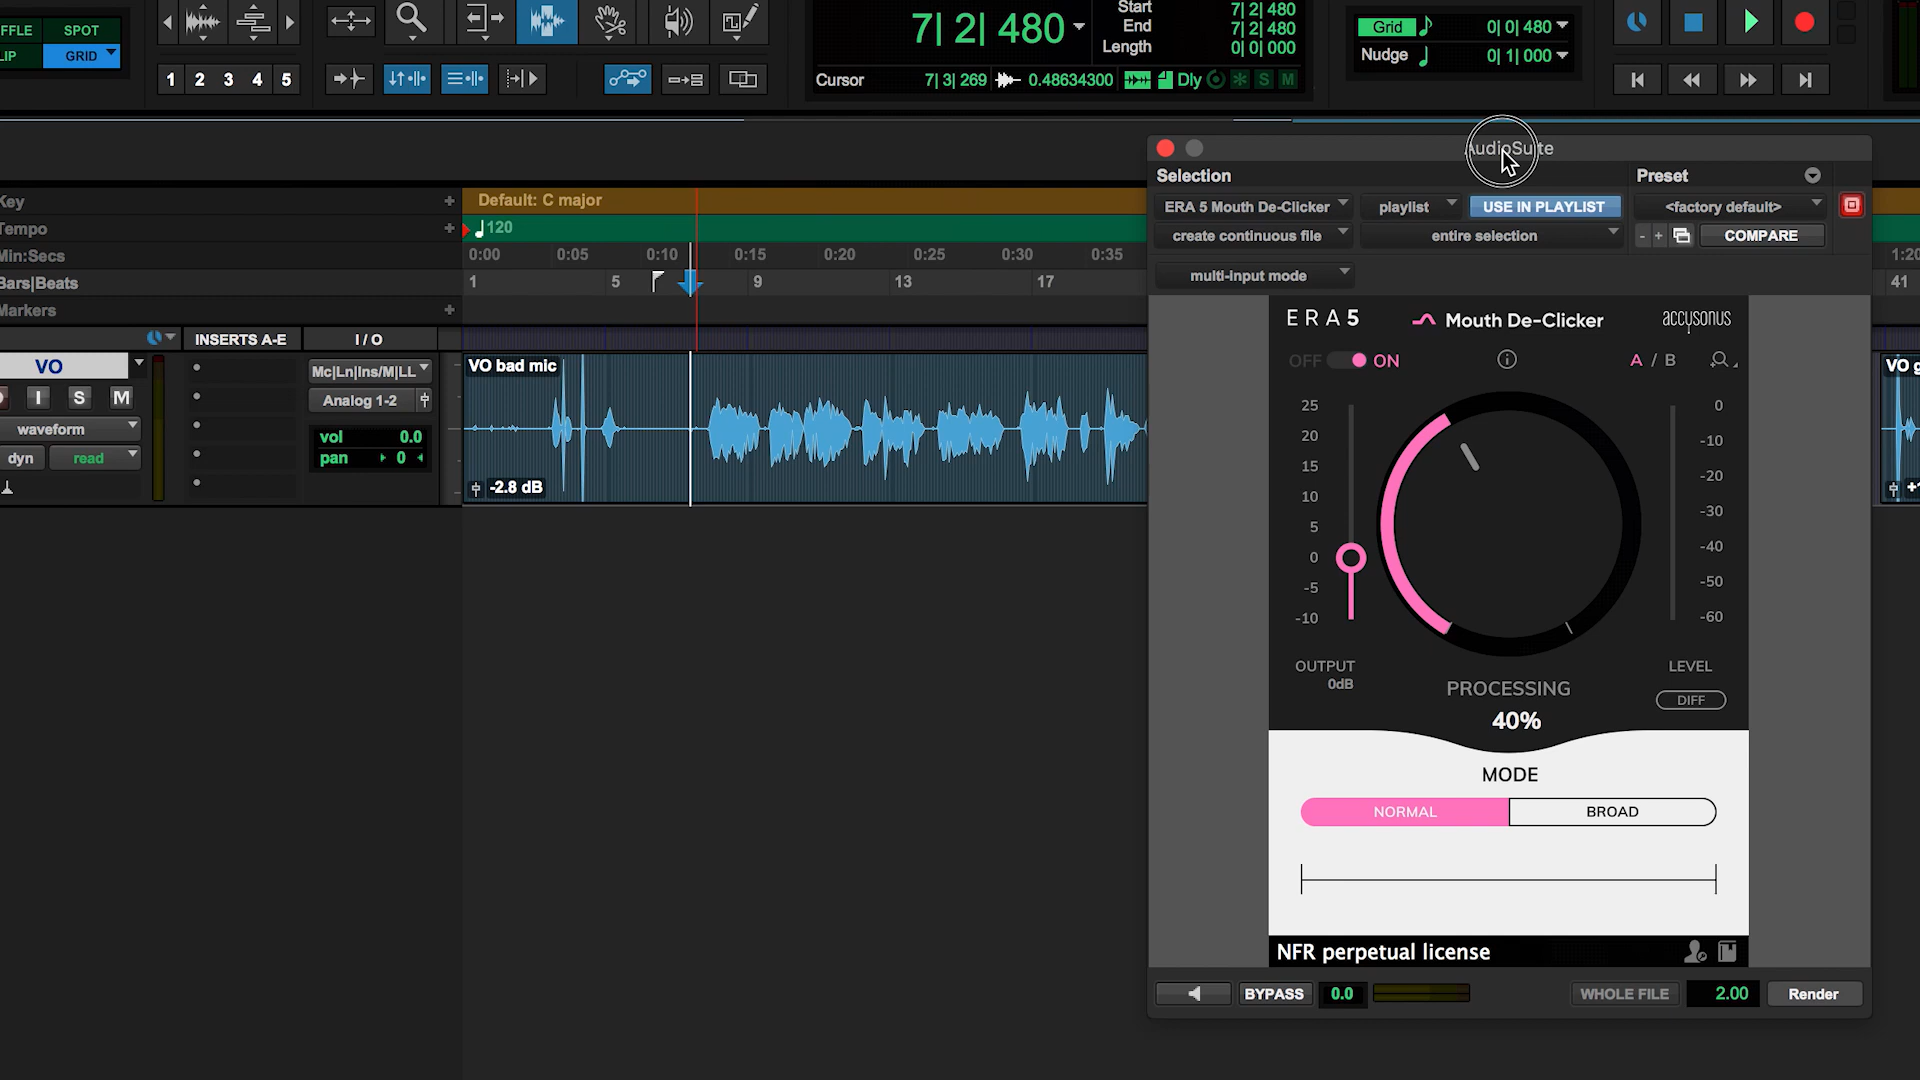 FFLE SPOT
LIP GRID
1 2 3 4 5
7| 2| 480
Start 7| 2| 480
End 7| 2| 480
Length 0| 0| 000
Cursor 7| 3| 269 0.48634300 Dly S M
Grid 0| 0| 480
Nudge 0| 1| 000
AudioSuite
Selection Preset
ERA 5 Mouth De-Clicker playlist USE IN PLAYLIST <factory default>
create continuous file entire selection - + COMPARE
multi-input mode
Key + Default: C major
Tempo + 120
Min:Secs 0:00 0:05 0:10 0:15 0:20 0:25 0:30 0:35 1:20
Bars|Beats 1 5 9 13 17 41
Markers +
INSERTS A-E I / O
VO
I S M
waveform
dyn read
Mc|Ln|Ins/M|LL
Analog 1-2
vol 0.0
pan 0
VO bad mic
-2.8 dB
VO g
ERA 5 Mouth De-Clicker accusonus
OFF ON A / B
25
20
15
10
5
0
-5
-10
0
-10
-20
-30
-40
-50
-60
OUTPUT
0dB
PROCESSING
40%
LEVEL
DIFF
MODE
NORMAL BROAD
NFR perpetual license
BYPASS 0.0 WHOLE FILE 2.00 Render